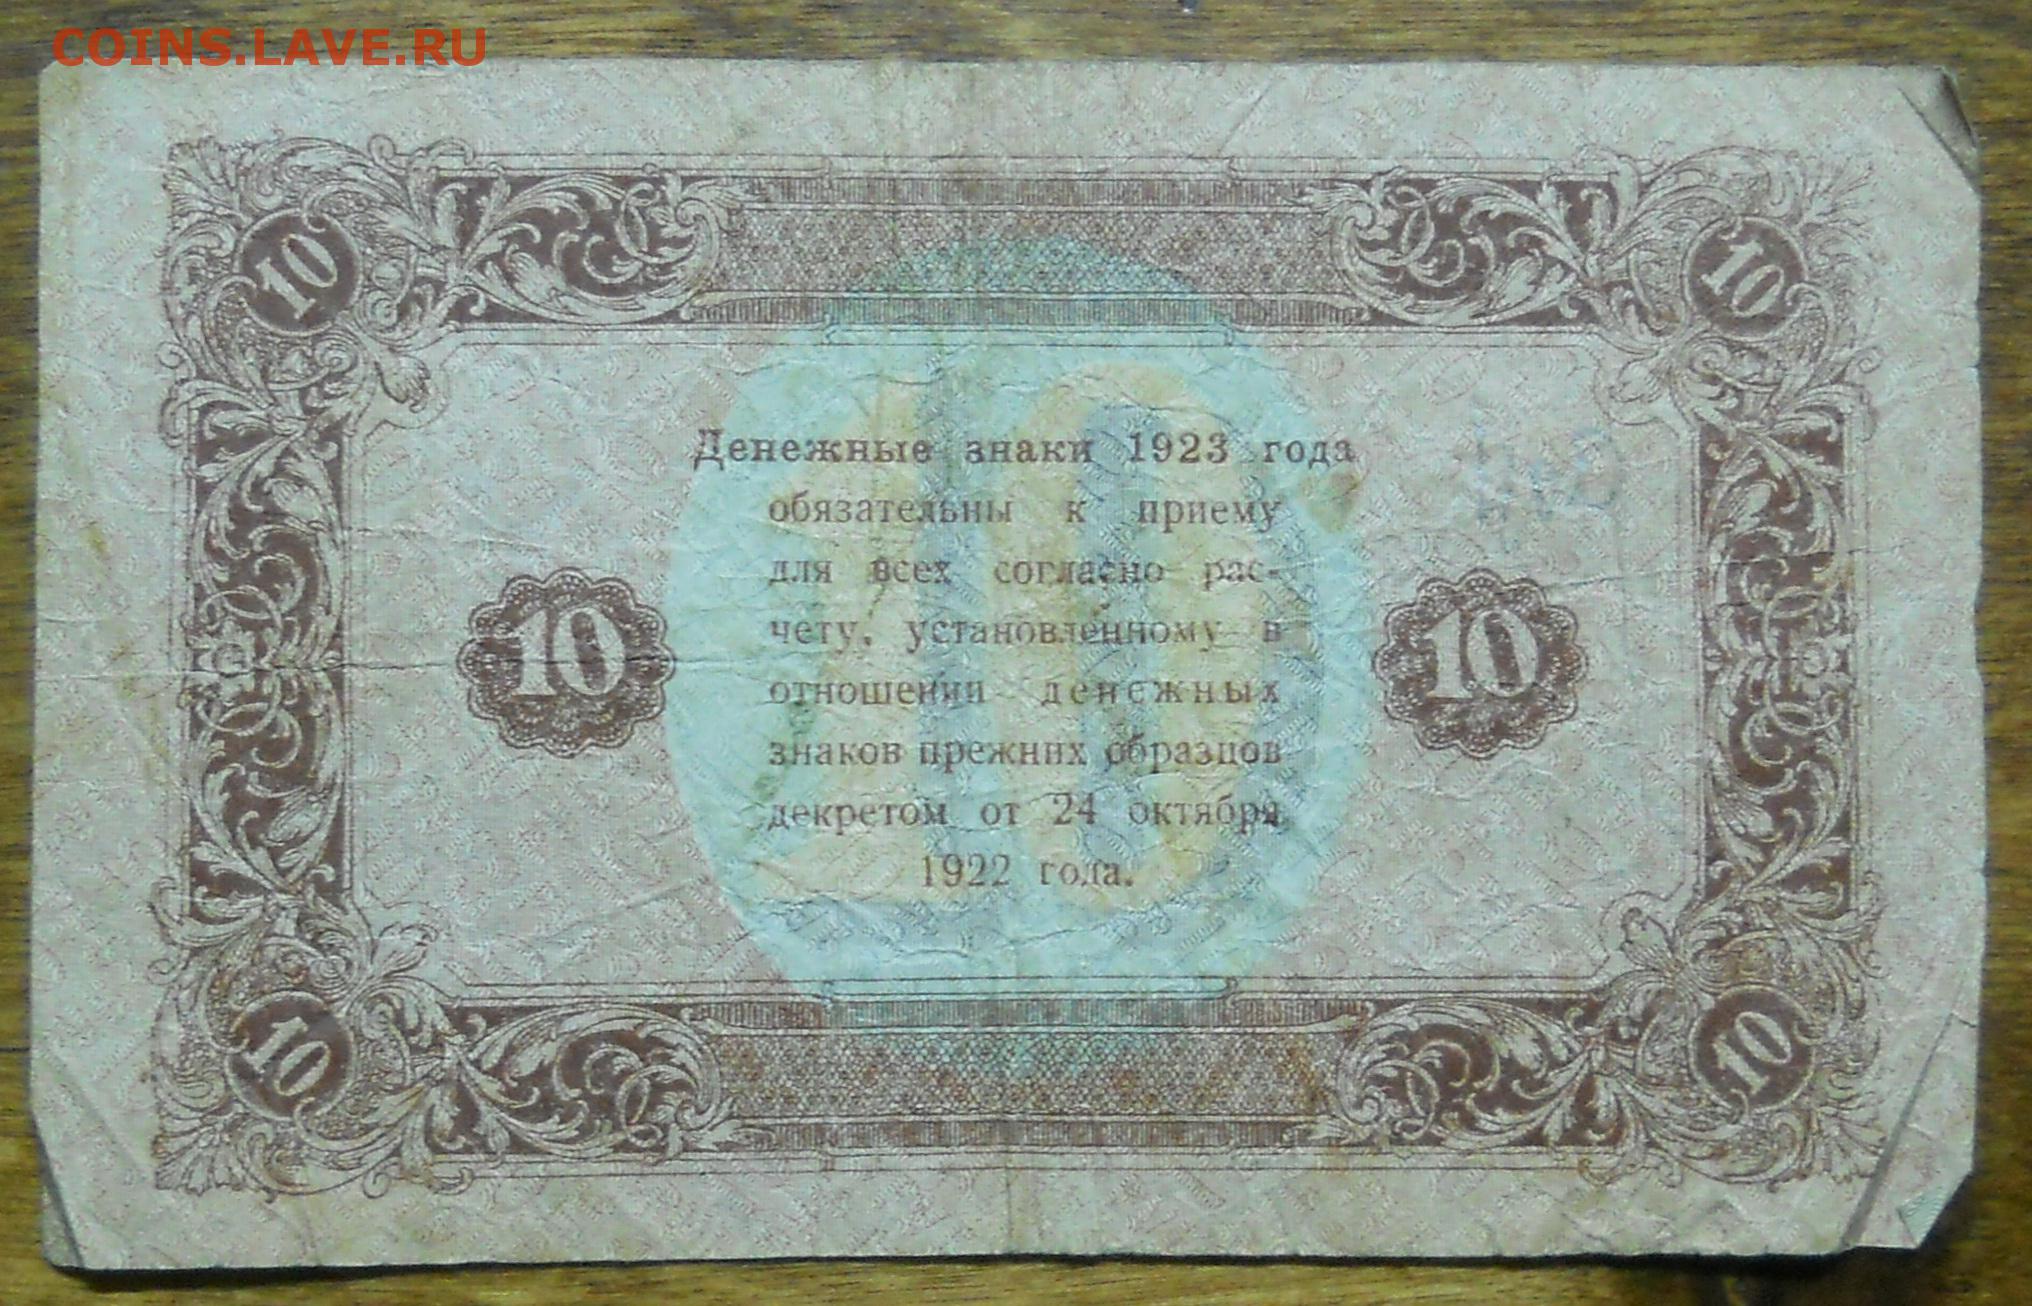 COINS.LAVE.RU
10 10
10
Денежные знаки 1923 года
обязательны к приему
для всех согласно рас-
чету, установленному в
отношении денежных
знаков прежних образцов
декретом от 24 октября
1922 года.
10 10
10 10